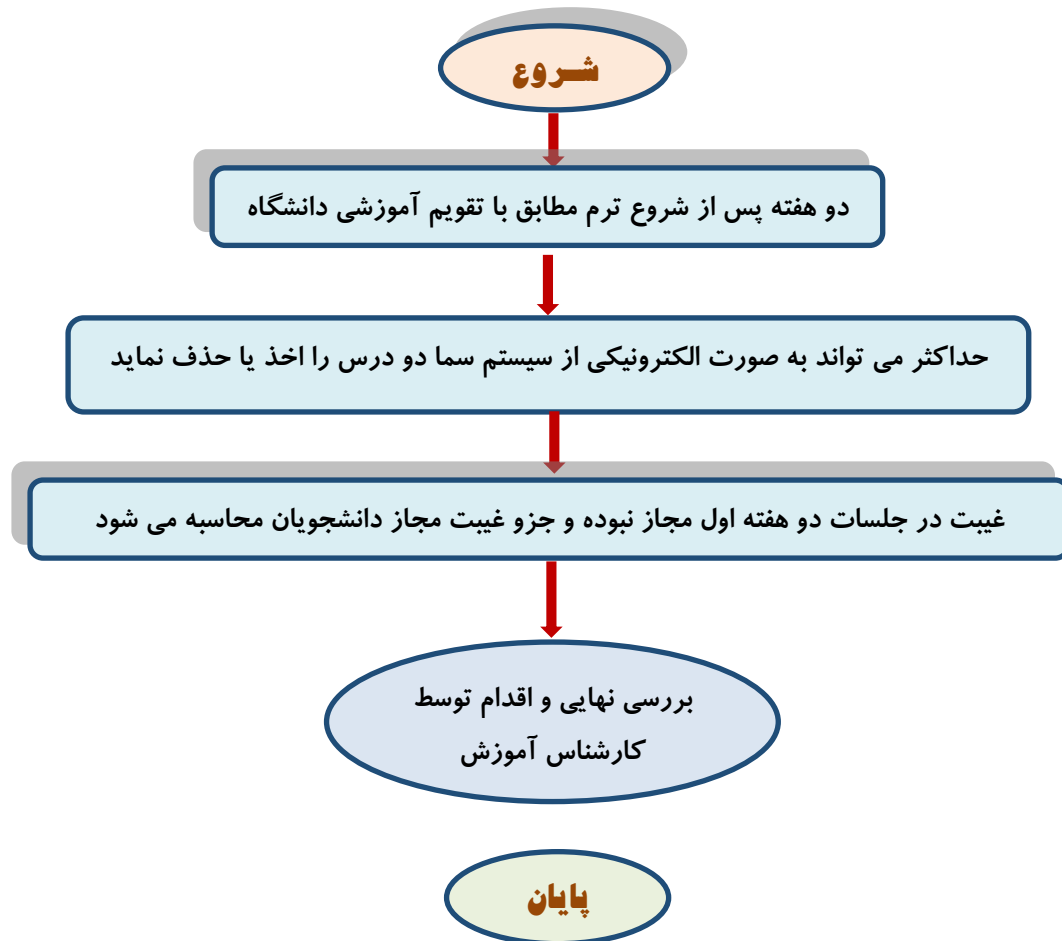 شروع
دو هفته پس از شروع ترم مطابق با تقویم آموزشی دانشگاه
حداکثر می تواند به صورت الکترونیکی از سیستم سما دو درس را اخذ یا حذف نماید
غیبت در جلسات دو هفته اول مجاز نبوده و جزو غیبت مجاز دانشجویان محاسبه می شود
بررسی نهایی و اقدام توسط
کارشناس آموزش
پایان